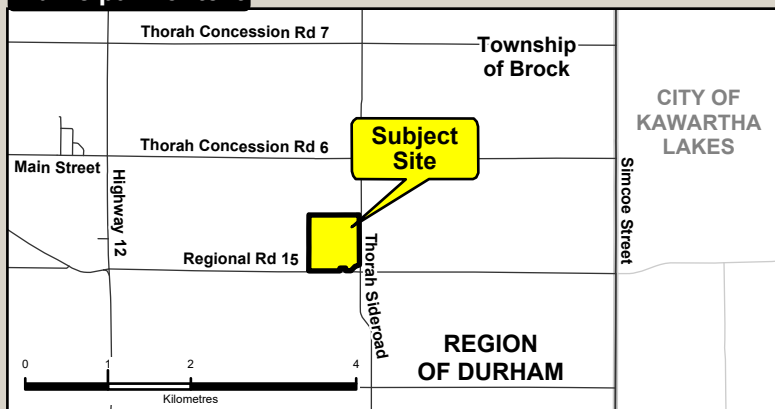 Thorah Concession Rd 7
Township
of Brock
CITY OF
KAWARTHA
LAKES
Thorah Concession Rd 6
Subject
Site
Main Street
Highway 12
Simcoe Street
Regional Rd 15
Thorah Sideroad
REGION
OF DURHAM
0 1 2 4
Kilometres